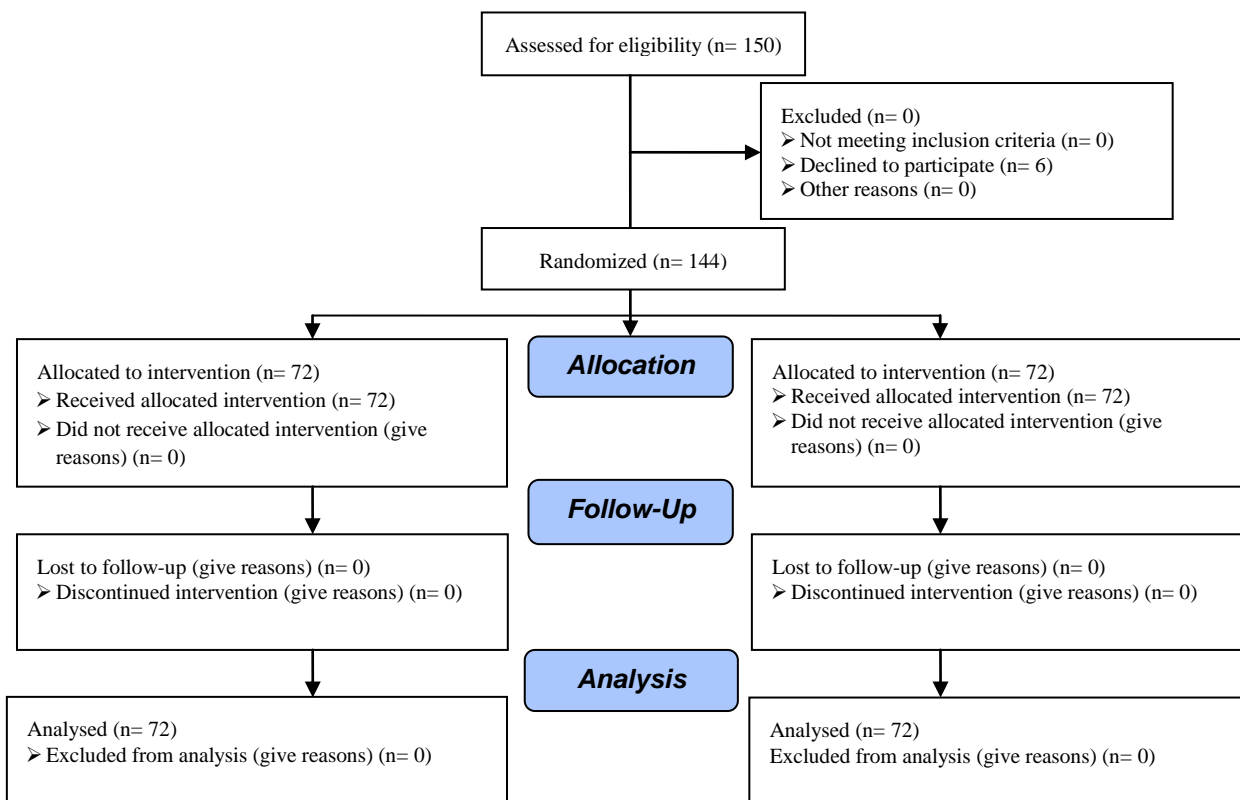 Assessed for eligibility (n= 150)
Excluded (n= 0)
➢ Not meeting inclusion criteria (n= 0)
➢ Declined to participate (n= 6)
➢ Other reasons (n= 0)
Randomized (n= 144)
Allocation
Allocated to intervention (n= 72)
➢ Received allocated intervention (n= 72)
➢ Did not receive allocated intervention (give
reasons) (n= 0)
Allocated to intervention (n= 72)
➢ Received allocated intervention (n= 72)
➢ Did not receive allocated intervention (give
reasons) (n= 0)
Follow-Up
Lost to follow-up (give reasons) (n= 0)
➢ Discontinued intervention (give reasons) (n= 0)
Lost to follow-up (give reasons) (n= 0)
➢ Discontinued intervention (give reasons) (n= 0)
Analysis
Analysed (n= 72)
➢ Excluded from analysis (give reasons) (n= 0)
Analysed (n= 72)
Excluded from analysis (give reasons) (n= 0)